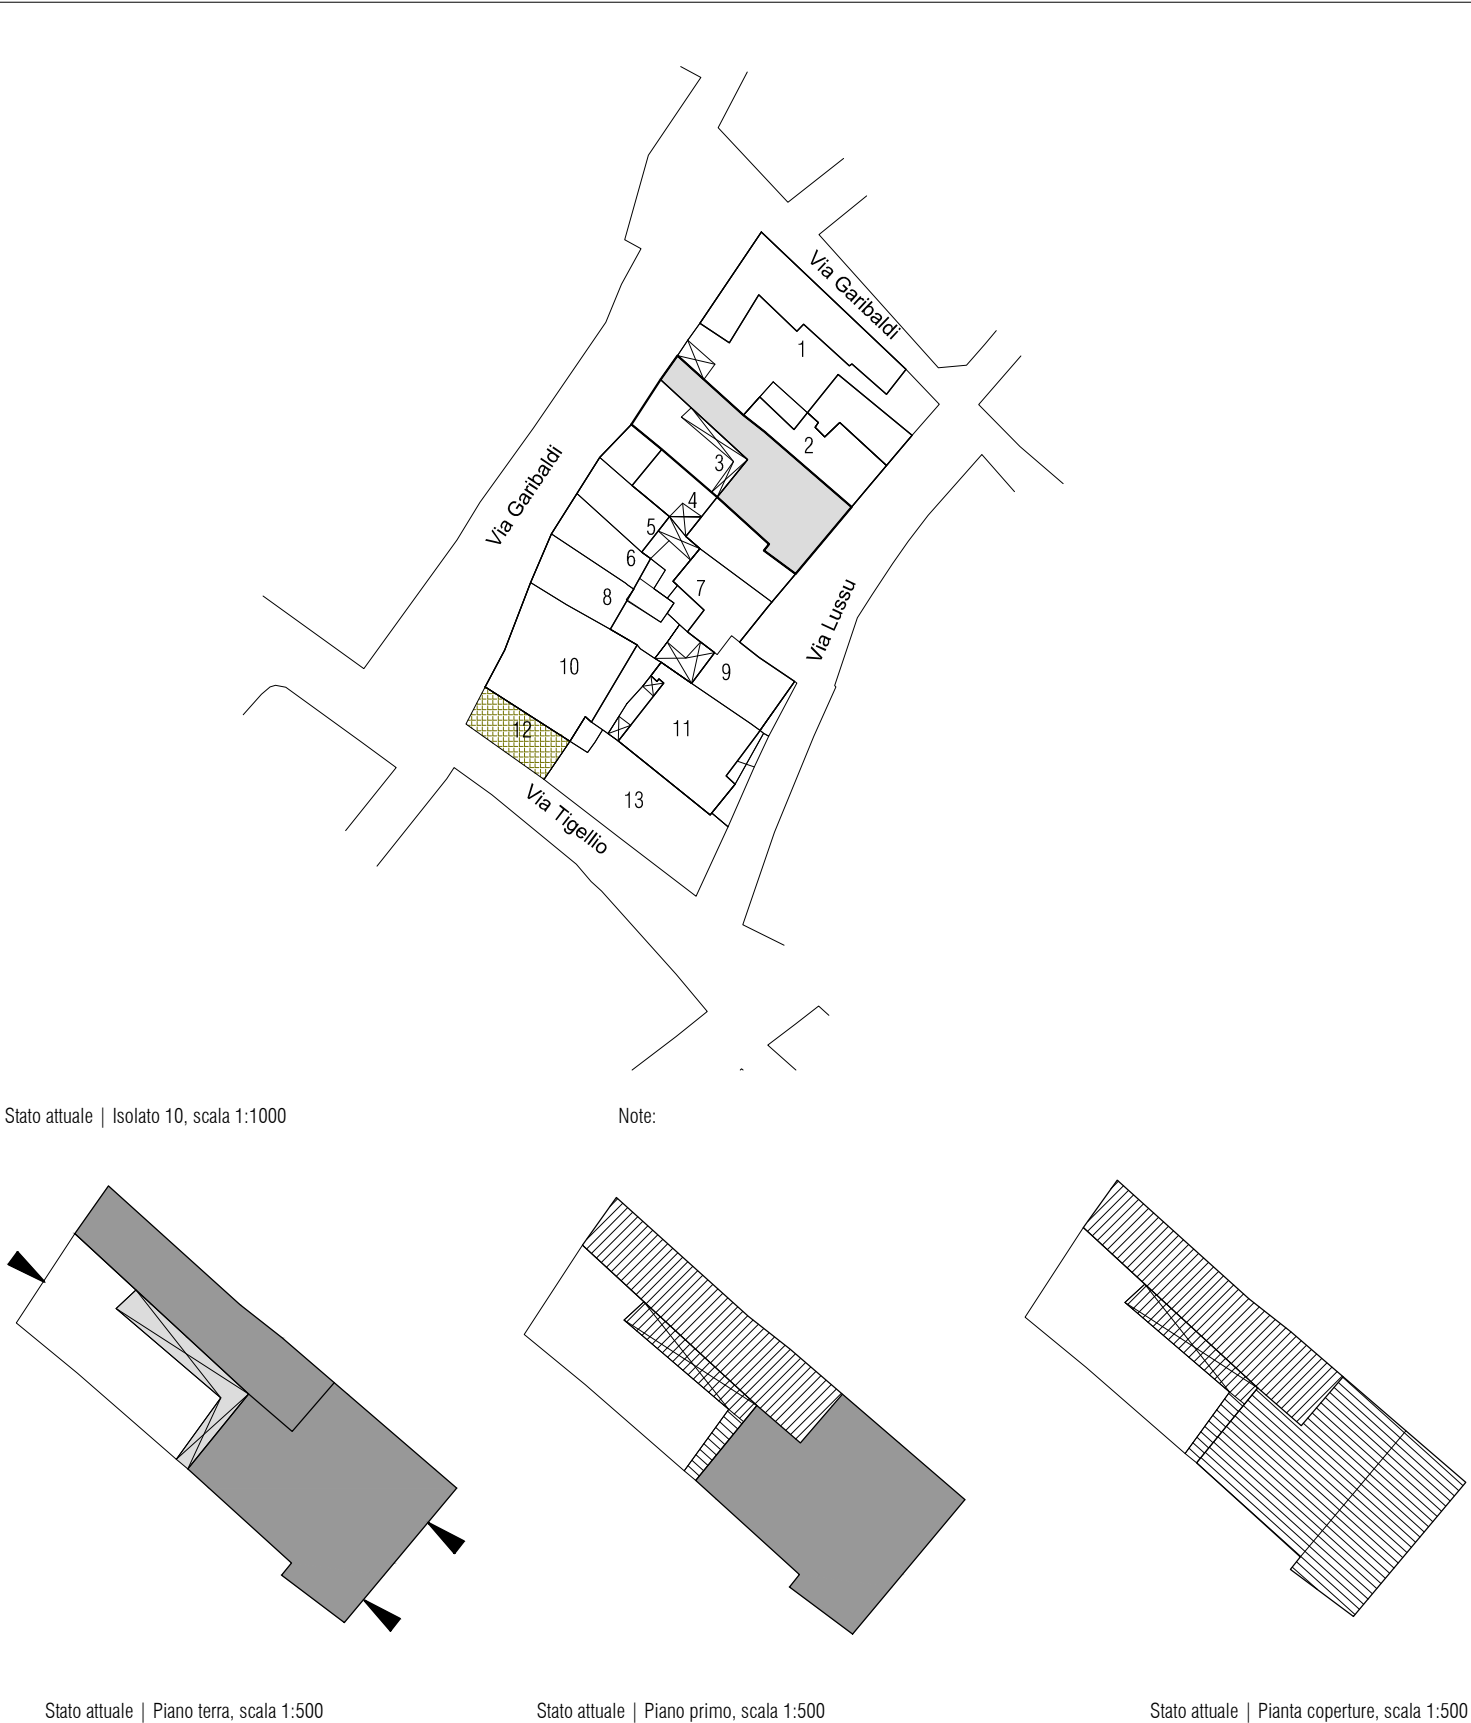 Via Garibaldi
1
2
3
4
5
Via Garibaldi
6
7
8
Via Lussu
10
9
12
11
13
Via Tigellio
Stato attuale | Isolato 10, scala 1:1000
Note:
Stato attuale | Piano terra, scala 1:500
Stato attuale | Piano primo, scala 1:500
Stato attuale | Pianta coperture, scala 1:500